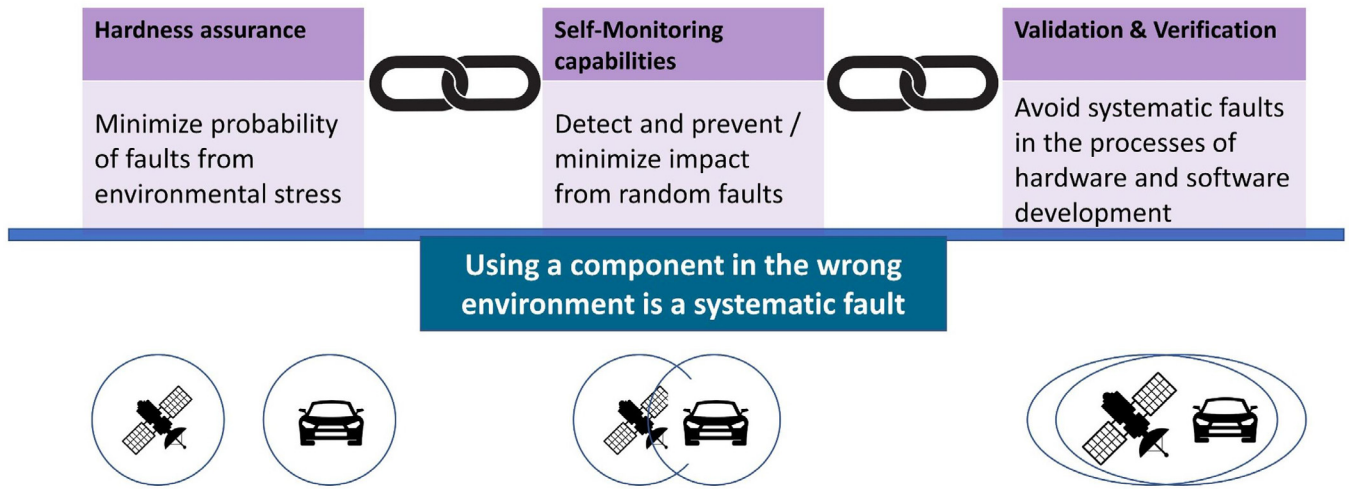 Hardness assurance
Minimize probability
of faults from
environmental stress
Self-Monitoring
capabilities
Detect and prevent /
minimize impact
from random faults
Validation & Verification
Avoid systematic faults
in the processes of
hardware and software
development
Using a component in the wrong
environment is a systematic fault